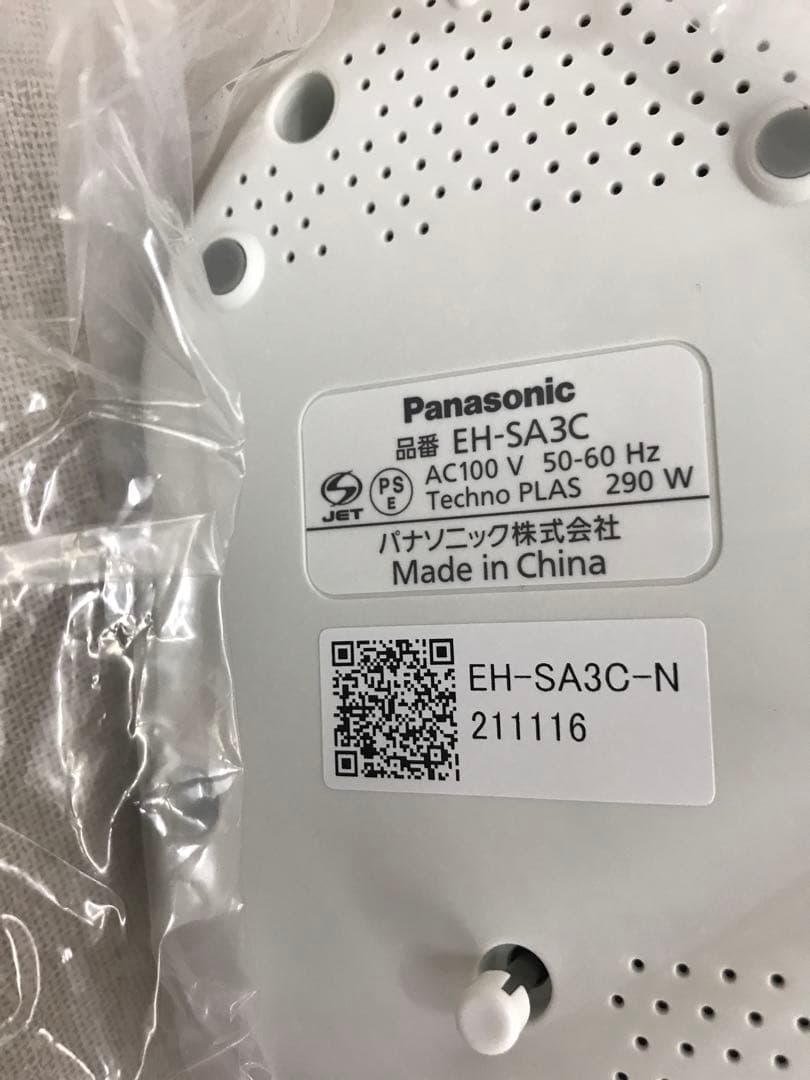 Panasonic
品番 EH-SA3C
AC100 V 50-60 Hz
JET PS E Techno PLAS 290 W
パナソニック株式会社
Made in China
EH-SA3C-N
211116